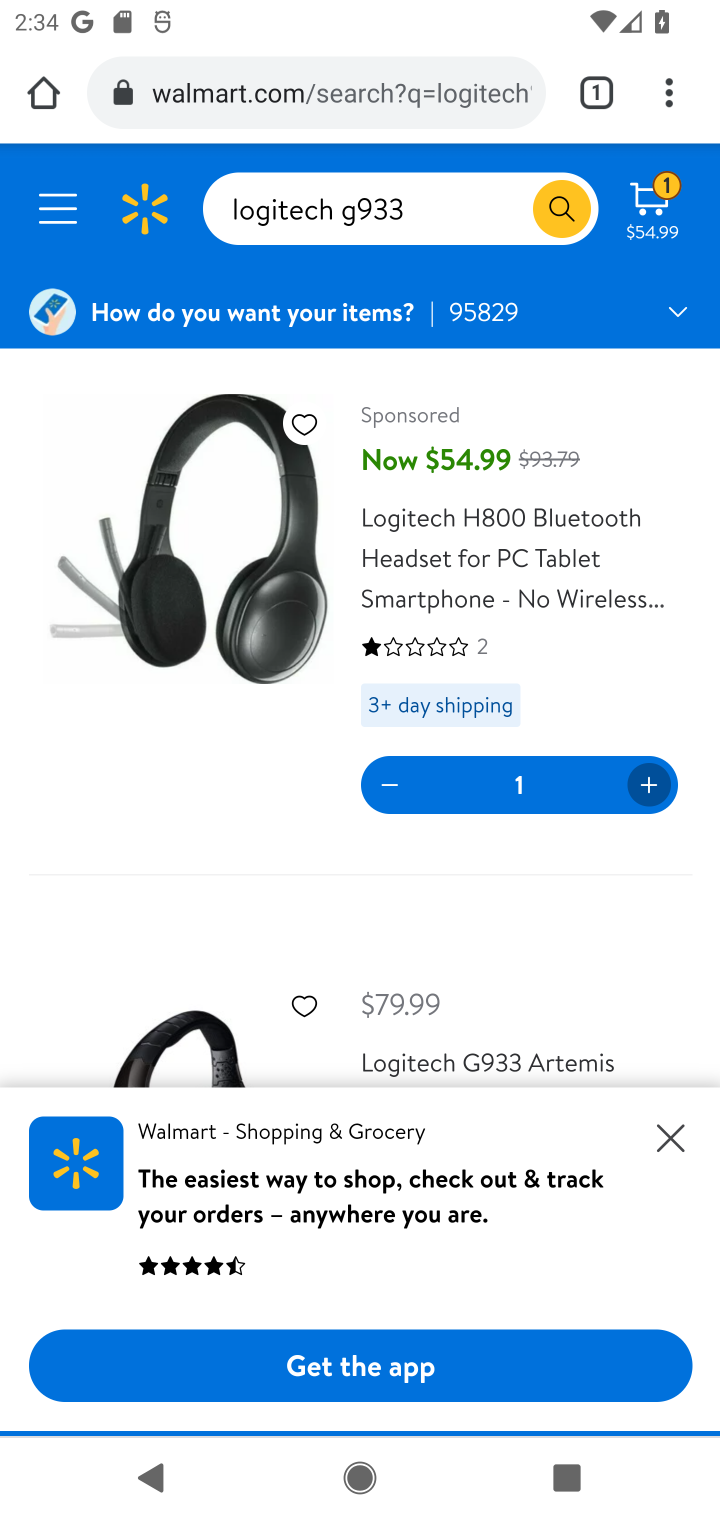 2:34
walmart.com/search?q=logitech
1
logitech g933
1
$54.99
How do you want your items? | 95829
Sponsored
Now $54.99 $93.79
Logitech H800 Bluetooth
Headset for PC Tablet
Smartphone - No Wireless...
2
3+ day shipping
1
$79.99
Logitech G933 Artemis
Walmart - Shopping & Grocery
The easiest way to shop, check out & track
your orders – anywhere you are.
Get the app